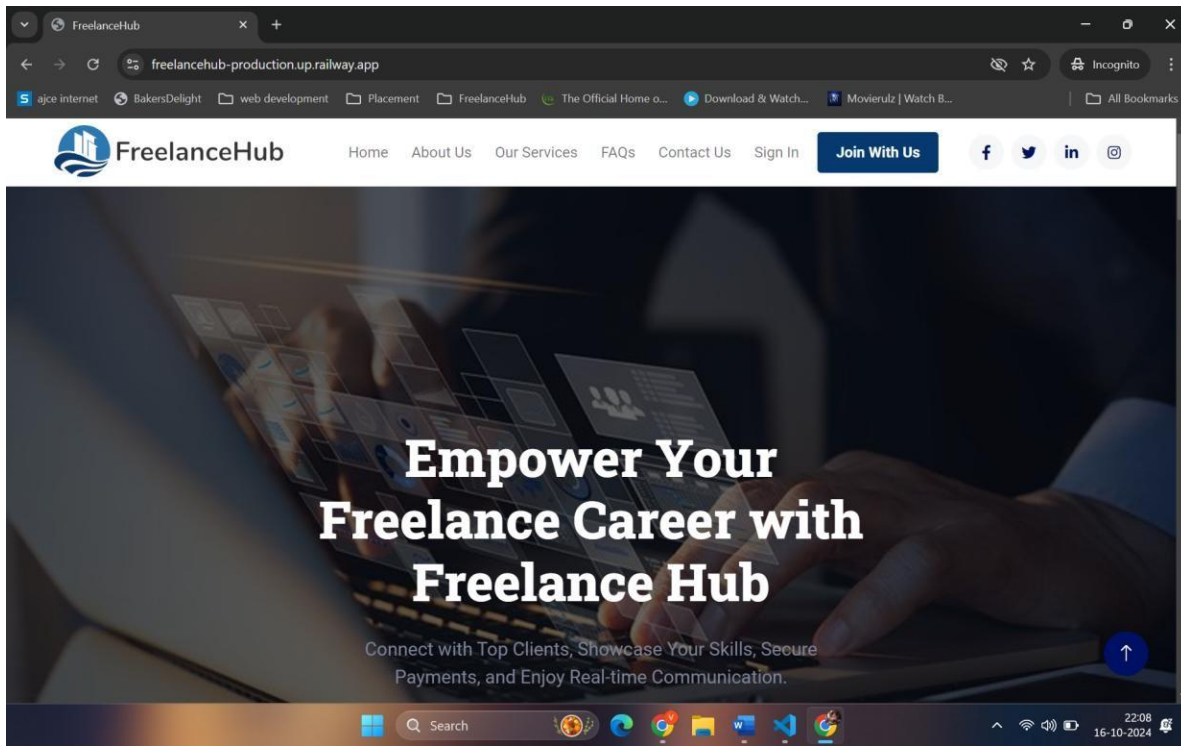 FreelanceHub
freelancehub-production.up.railway.app
Incognito
ajce internet BakersDelight web development Placement FreelanceHub The Official Home o... Download & Watch... Movierulz | Watch B... All Bookmarks
FreelanceHub Home About Us Our Services FAQs Contact Us Sign In Join With Us
Empower Your
Freelance Career with
Freelance Hub
Connect with Top Clients, Showcase Your Skills, Secure
Payments, and Enjoy Real-time Communication.
Search
22:08
16-10-2024